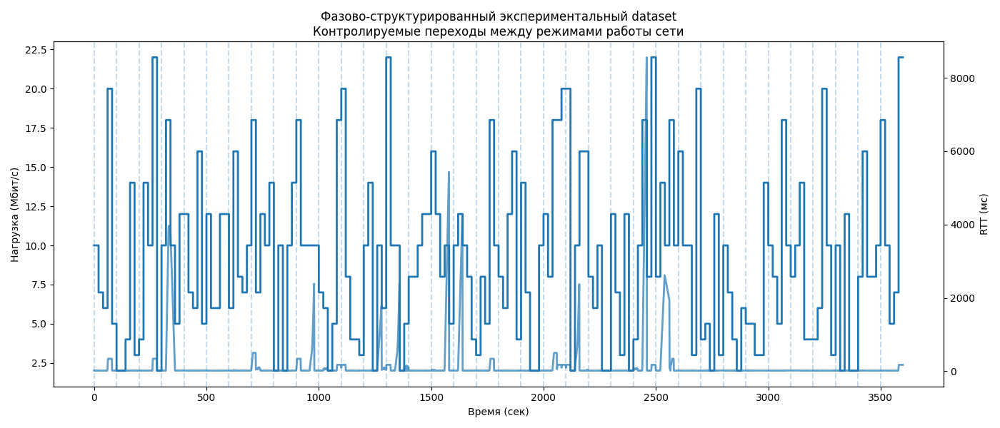 Фазово-структурированный экспериментальный dataset
Контролируемые переходы между режимами работы сети
22.5
20.0
17.5
15.0
12.5
10.0
7.5
5.0
2.5
Нагрузка (Мбит/с)
8000
6000
4000
2000
0
RTT (мс)
0 500 1000 1500 2000 2500 3000 3500
Время (сек)